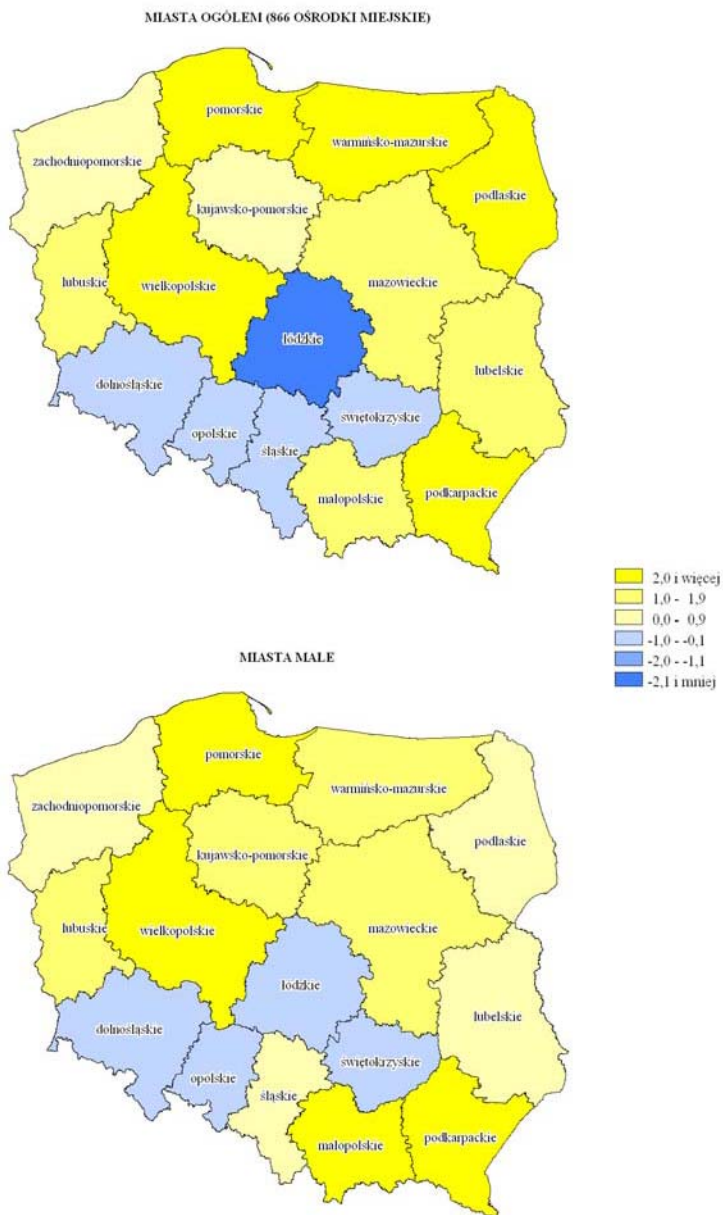 MIASTA OGÓŁEM (866 OŚRODKI MIEJSKIE)
pomorskie
warmińsko-mazurskie
zachodniopomorskie
podlaskie
kujawsko-pomorskie
lubuskie
wielkopolskie
mazowieckie
łódzkie
lubelskie
dolnośląskie
świętokrzyskie
opolskie
śląskie
małopolskie
podkarpackie
2,0 i więcej
1,0 - 1,9
0,0 - 0,9
-1,0 - -0,1
-2,0 - -1,1
-2,1 i mniej
MIASTA MAŁE
pomorskie
warmińsko-mazurskie
zachodniopomorskie
podlaskie
kujawsko-pomorskie
lubuskie
wielkopolskie
mazowieckie
łódzkie
lubelskie
dolnośląskie
świętokrzyskie
opolskie
śląskie
małopolskie
podkarpackie